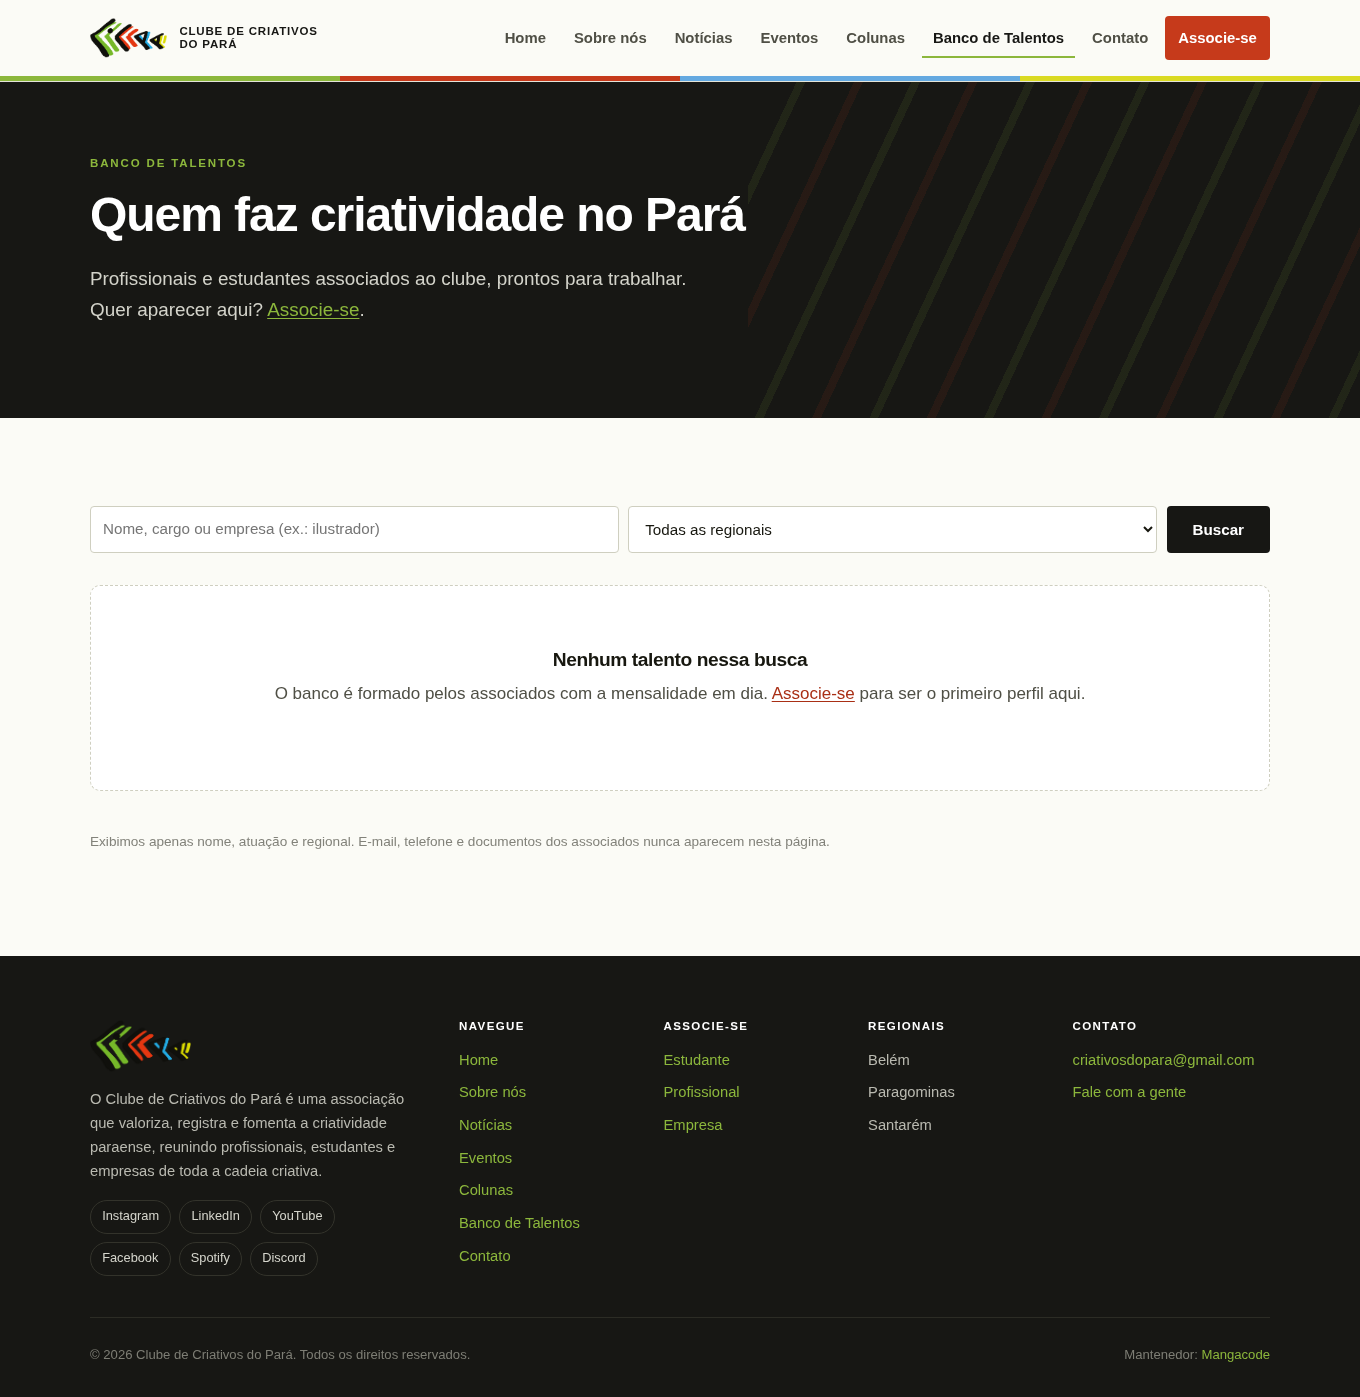 CLUBE DE CRIATIVOS
DO PARÁ
Home Sobre nós Notícias Eventos Colunas Banco de Talentos Contato Associe-se
BANCO DE TALENTOS
Quem faz criatividade no Pará
Profissionais e estudantes associados ao clube, prontos para trabalhar.
Quer aparecer aqui? Associe-se.
Nome, cargo ou empresa (ex.: ilustrador)
Todas as regionais
Buscar
Nenhum talento nessa busca
O banco é formado pelos associados com a mensalidade em dia. Associe-se para ser o primeiro perfil aqui.
Exibimos apenas nome, atuação e regional. E-mail, telefone e documentos dos associados nunca aparecem nesta página.
O Clube de Criativos do Pará é uma associação
que valoriza, registra e fomenta a criatividade
paraense, reunindo profissionais, estudantes e
empresas de toda a cadeia criativa.
Instagram LinkedIn YouTube
Facebook Spotify Discord
NAVEGUE
Home
Sobre nós
Notícias
Eventos
Colunas
Banco de Talentos
Contato
ASSOCIE-SE
Estudante
Profissional
Empresa
REGIONAIS
Belém
Paragominas
Santarém
CONTATO
criativosdopara@gmail.com
Fale com a gente
© 2026 Clube de Criativos do Pará. Todos os direitos reservados.
Mantenedor: Mangacode